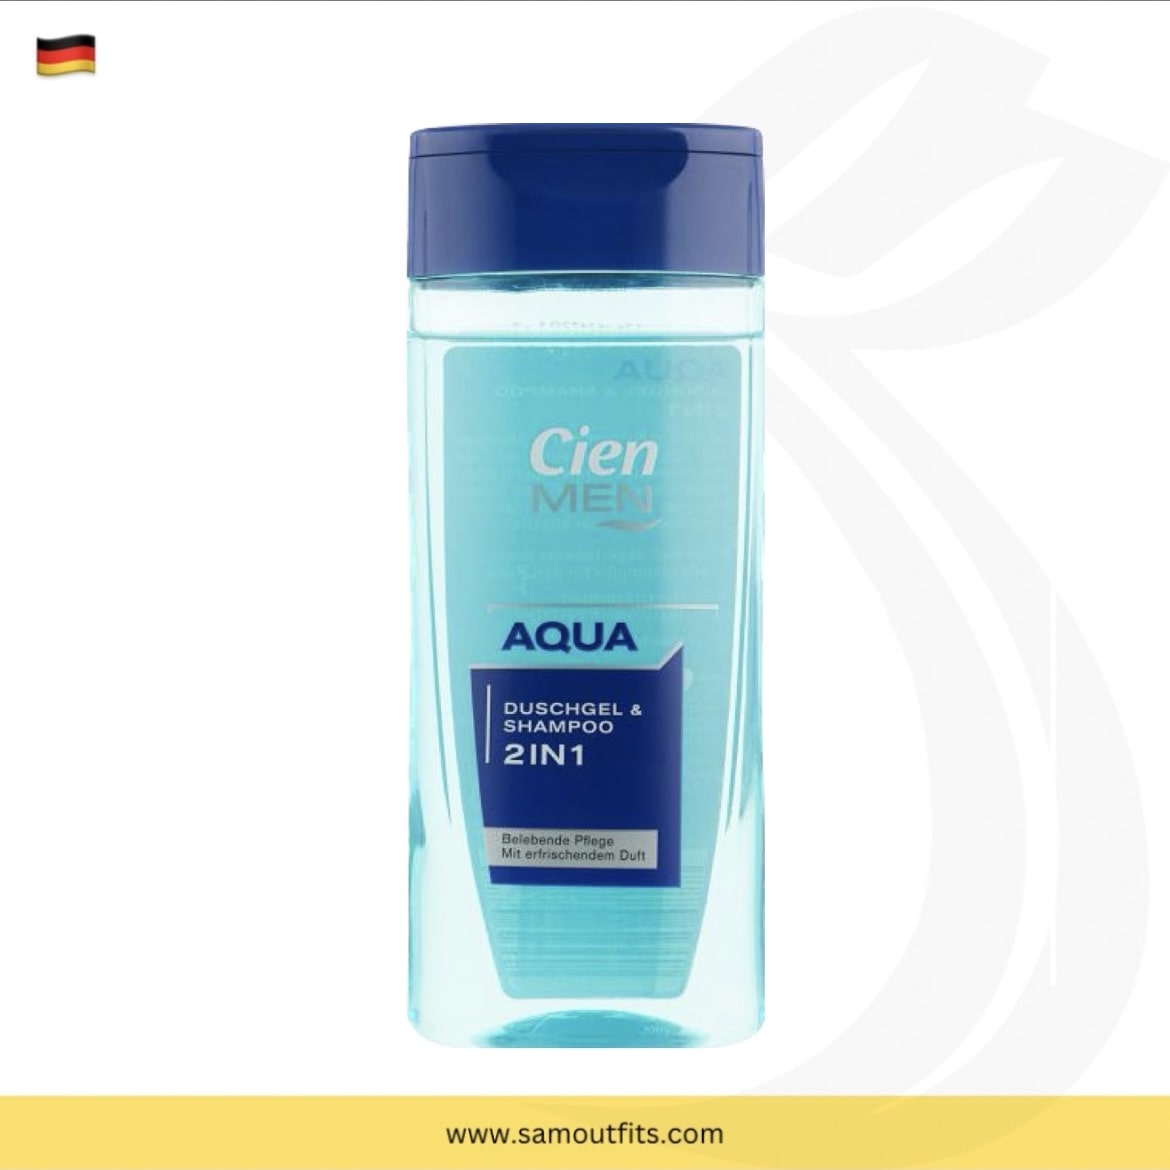 Cien
MEN
AQUA
DUSCHGEL &
SHAMPOO
2IN1
Belebende Pflege
Mit erfrischendem Duft
www.samoutfits.com